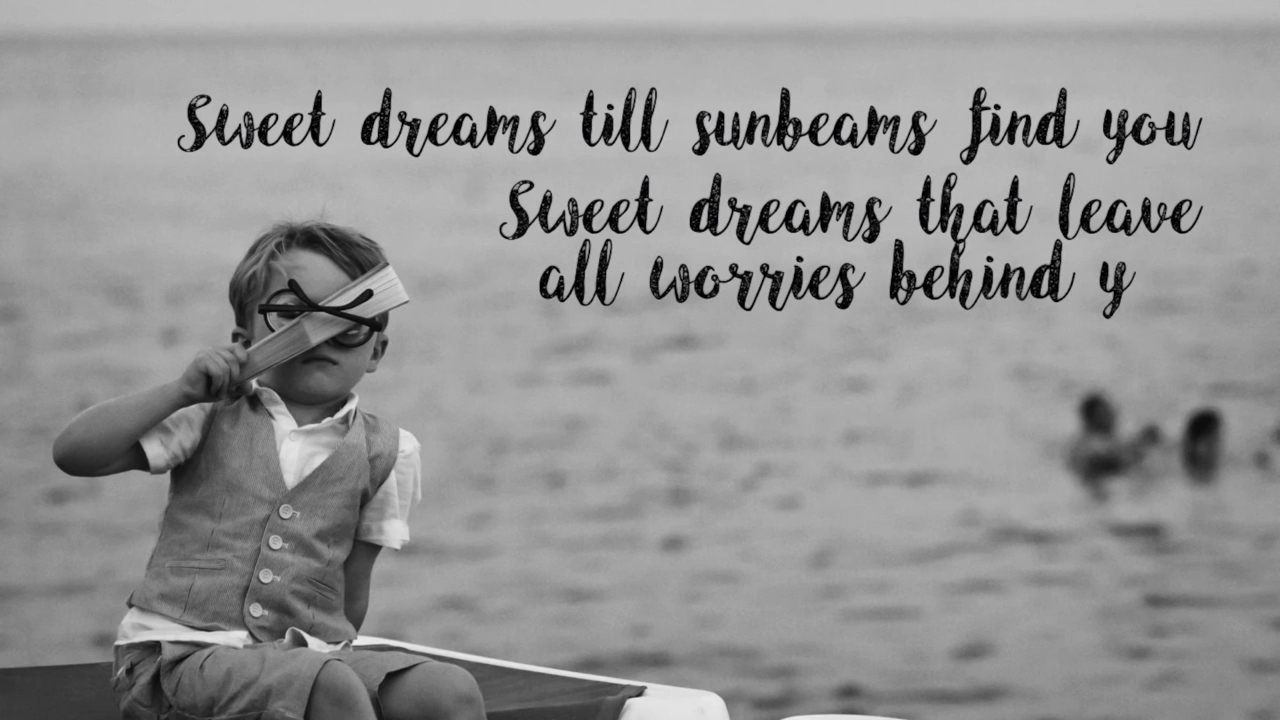 Sweet dreams till sunbeams find you
Sweet dreams that leave
all worries behind y